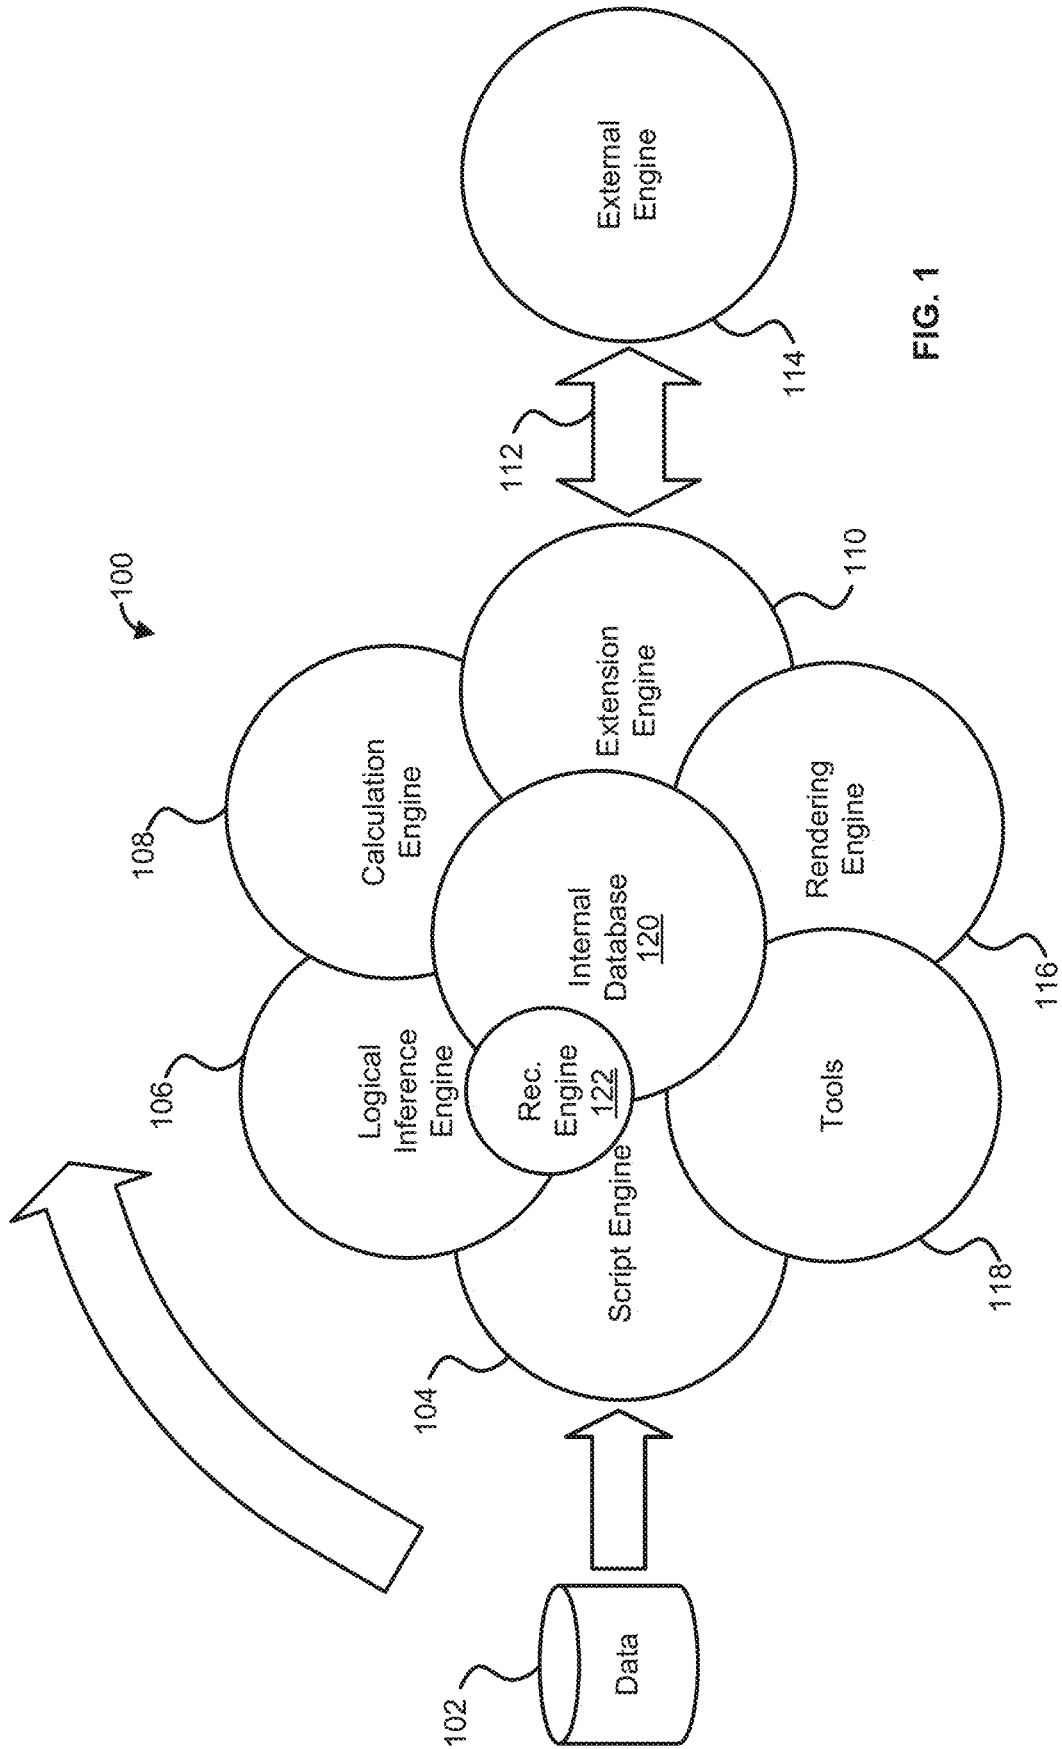 100
108
Calculation
Engine
106
Logical
Inference
Engine
112
External
Engine
114
Extension
Engine
110
Internal
Database
120
Rec.
Engine
122
104
Script Engine
102
Data
Rendering
Engine
116
Tools
118
FIG. 1